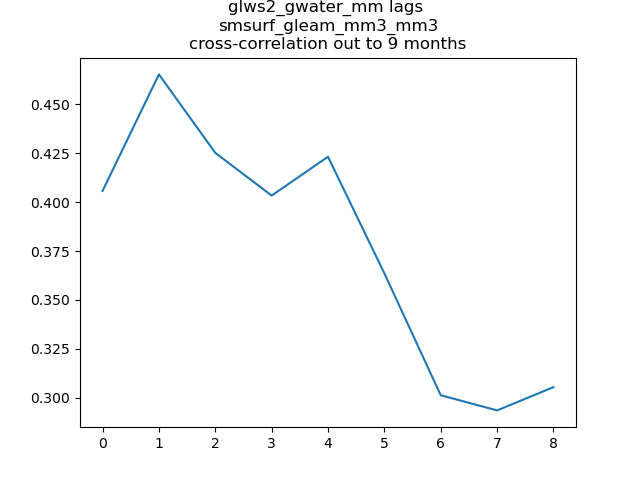 glws2_gwater_mm lags
smsurf_gleam_mm3_mm3
cross-correlation out to 9 months
0.450
0.425
0.400
0.375
0.350
0.325
0.300
0 1 2 3 4 5 6 7 8